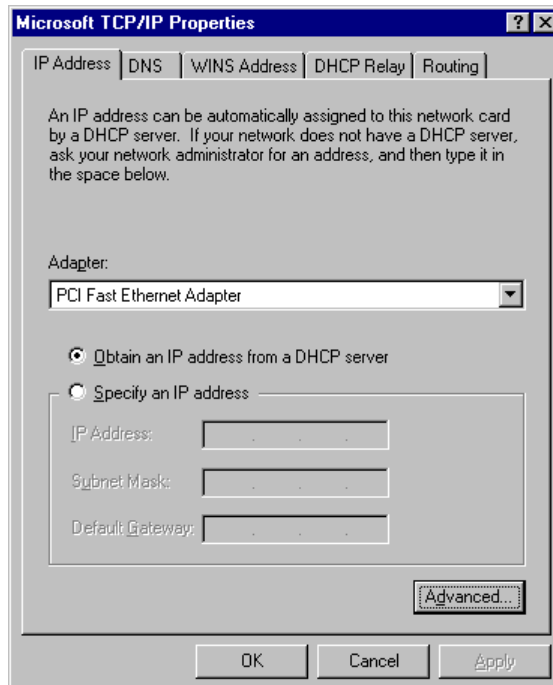 Microsoft TCP/IP Properties
IP Address DNS WINS Address DHCP Relay Routing
An IP address can be automatically assigned to this network card
by a DHCP server. If your network does not have a DHCP server,
ask your network administrator for an address, and then type it in
the space below.
Adapter:
PCI Fast Ethernet Adapter
Obtain an IP address from a DHCP server
Specify an IP address
IP Address:
Subnet Mask:
Default Gateway:
Advanced...
OK Cancel Apply